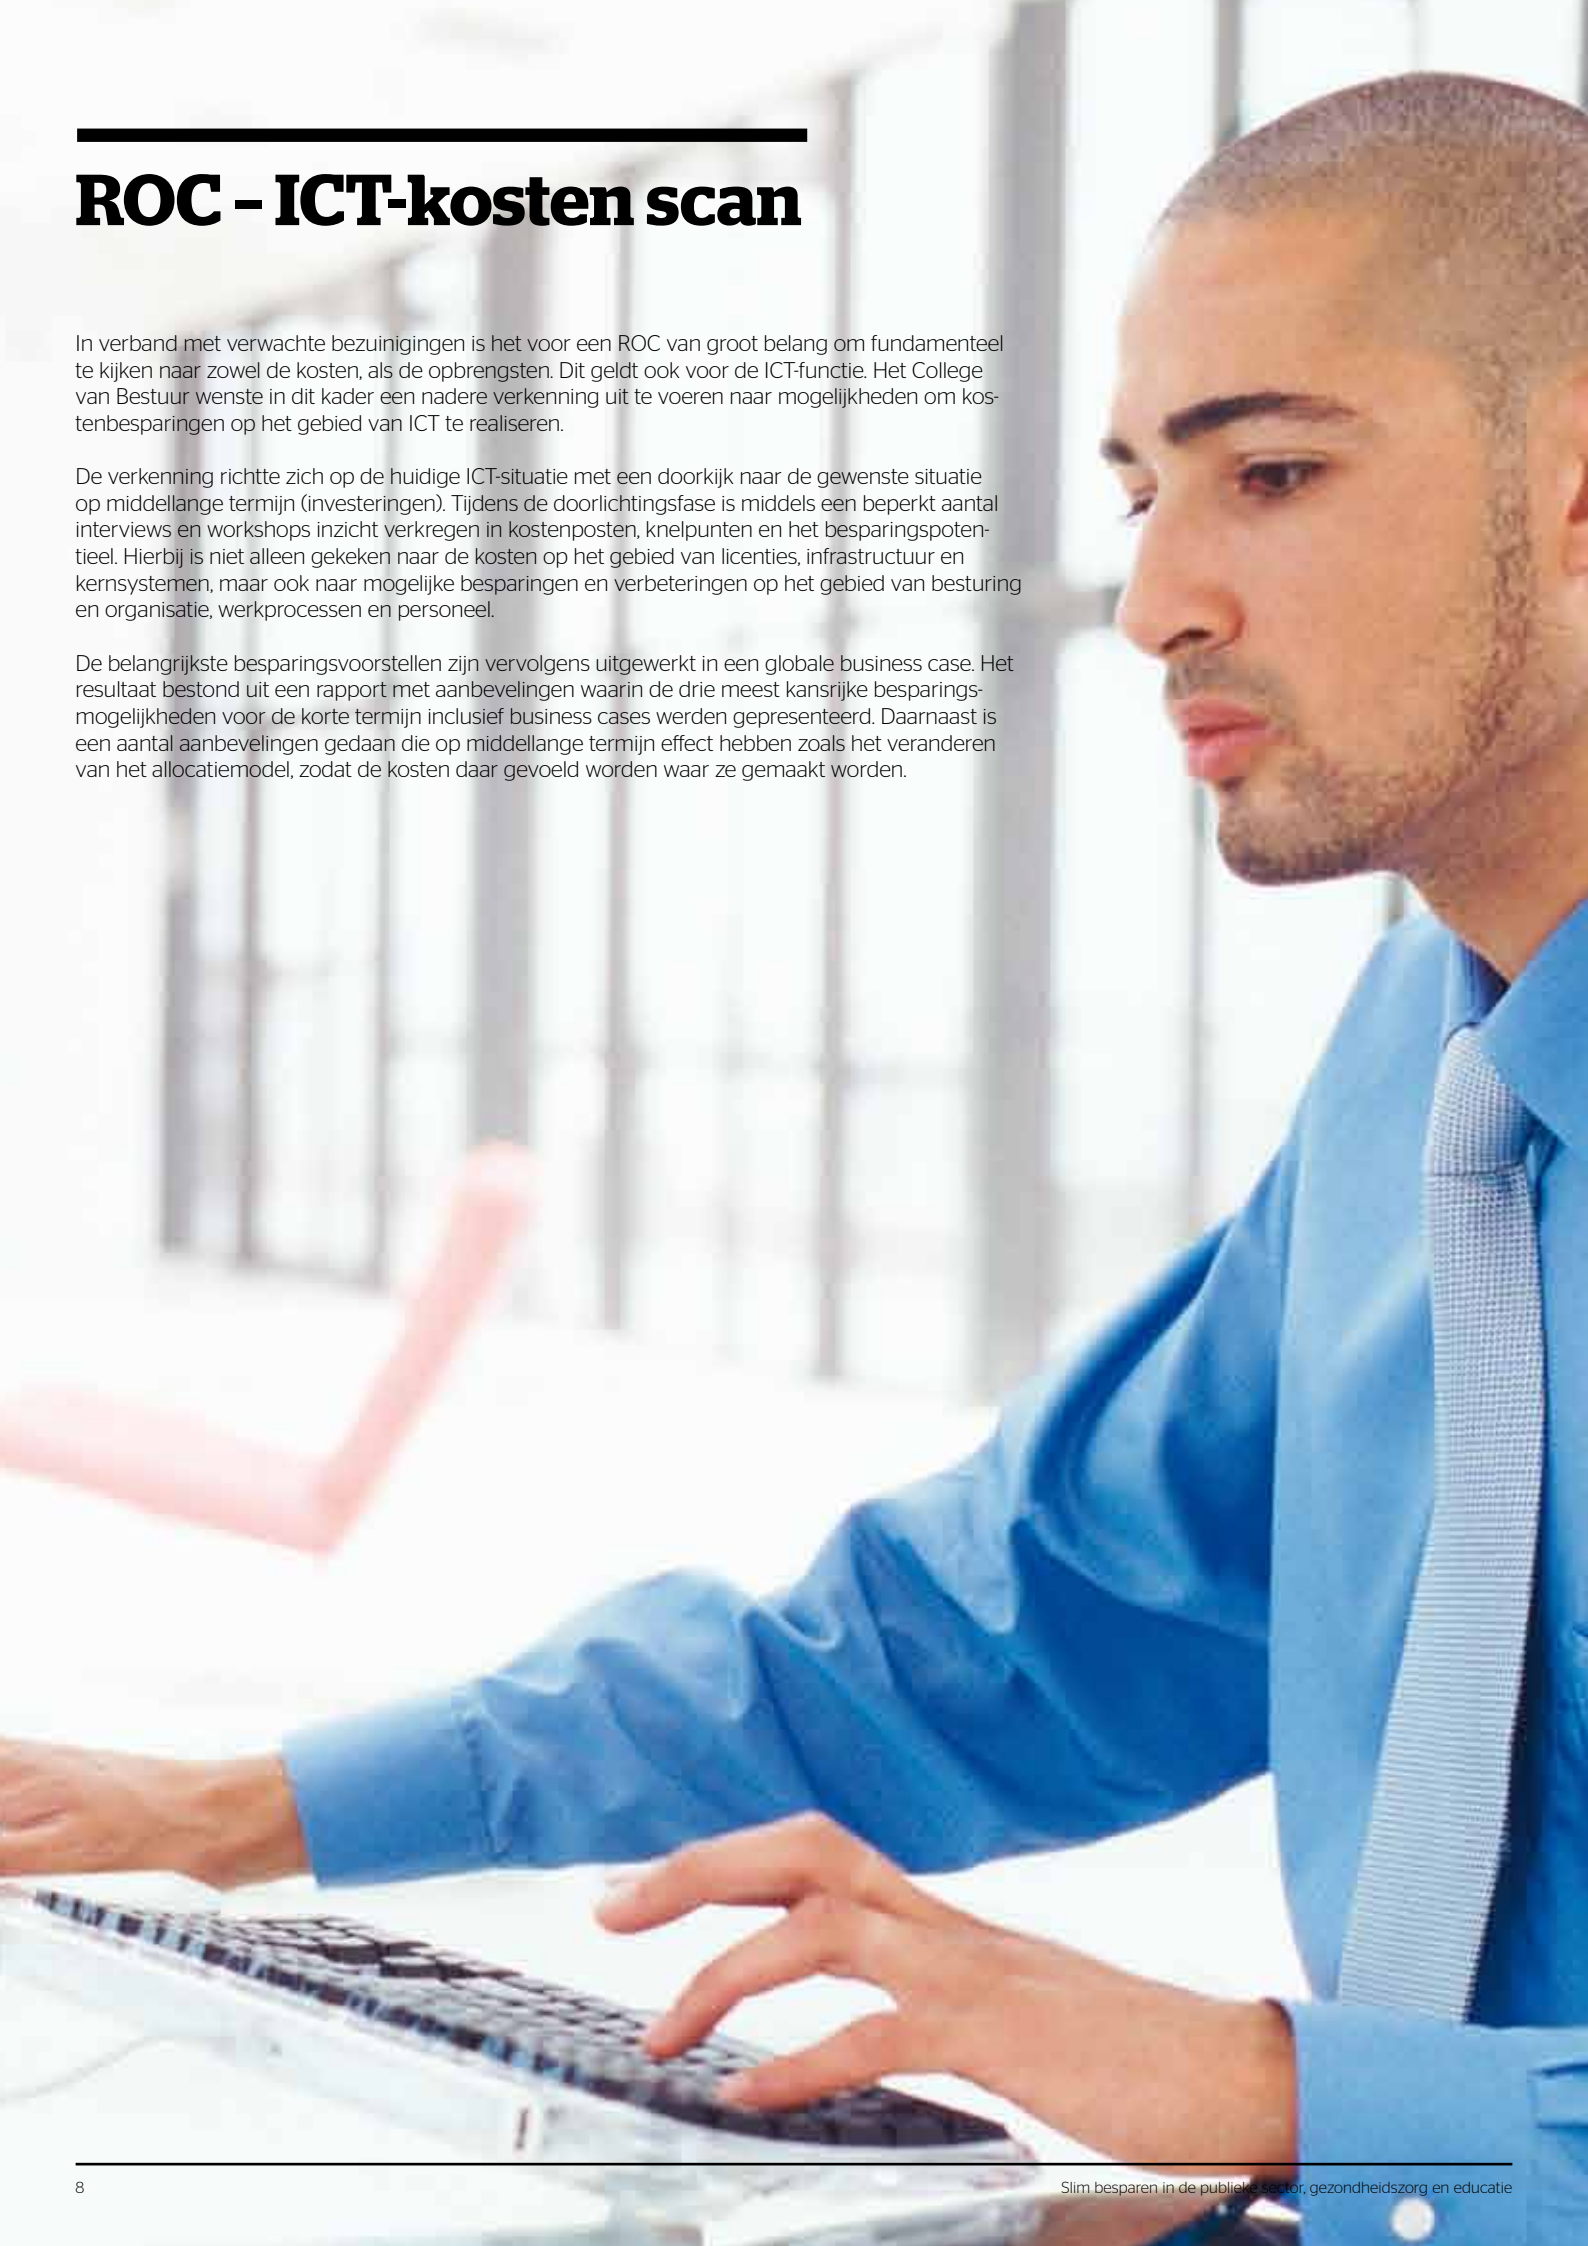 ROC – ICT-kosten scan
In verband met verwachte bezuinigingen is het voor een ROC van groot belang om fundamenteel
te kijken naar zowel de kosten, als de opbrengsten. Dit geldt ook voor de ICT-functie. Het College
van Bestuur wenste in dit kader een nadere verkenning uit te voeren naar mogelijkheden om kos-
tenbesparingen op het gebied van ICT te realiseren.
De verkenning richtte zich op de huidige ICT-situatie met een doorkijk naar de gewenste situatie
op middellange termijn (investeringen). Tijdens de doorlichtingsfase is middels een beperkt aantal
interviews en workshops inzicht verkregen in kostenposten, knelpunten en het besparingspoten-
tieel. Hierbij is niet alleen gekeken naar de kosten op het gebied van licenties, infrastructuur en
kernsystemen, maar ook naar mogelijke besparingen en verbeteringen op het gebied van besturing
en organisatie, werkprocessen en personeel.
De belangrijkste besparingsvoorstellen zijn vervolgens uitgewerkt in een globale business case. Het
resultaat bestond uit een rapport met aanbevelingen waarin de drie meest kansrijke besparings-
mogelijkheden voor de korte termijn inclusief business cases werden gepresenteerd. Daarnaast is
een aantal aanbevelingen gedaan die op middellange termijn effect hebben zoals het veranderen
van het allocatiemodel, zodat de kosten daar gevoeld worden waar ze gemaakt worden.
8
Slim besparen in de publieke sector, gezondheidszorg en educatie